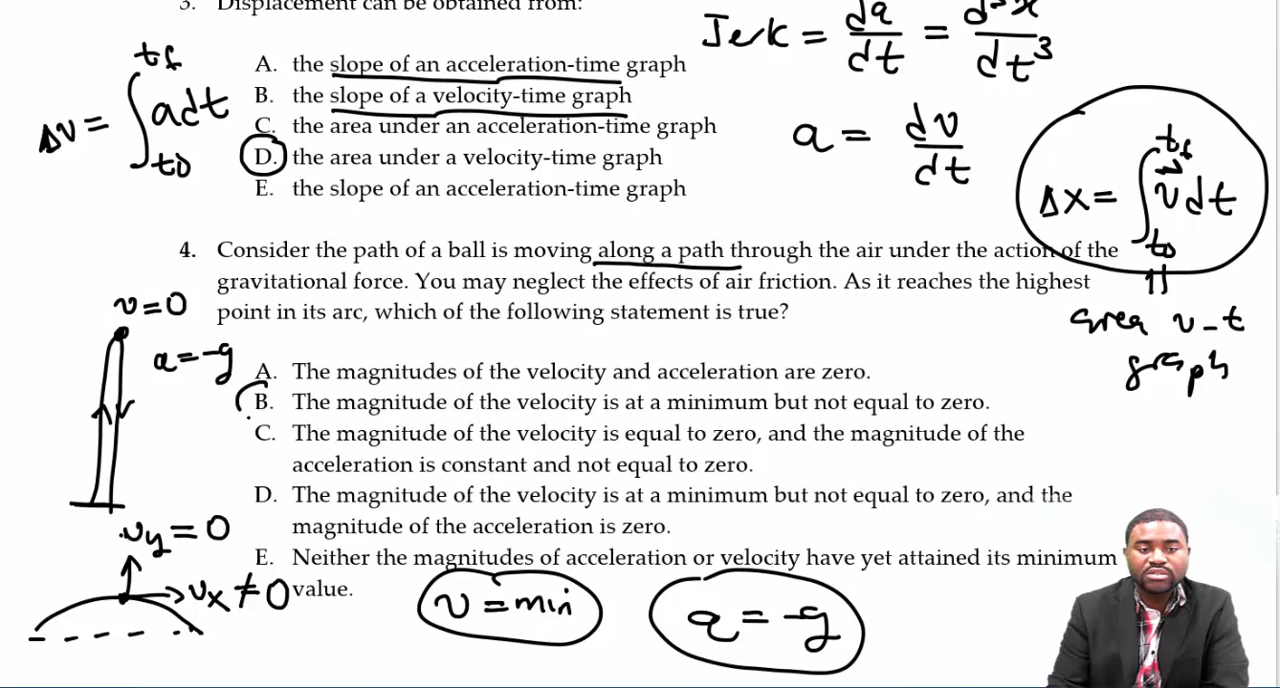 3. Displacement can be obtained from:
A. the slope of an acceleration-time graph
B. the slope of a velocity-time graph
C. the area under an acceleration-time graph
D. the area under a velocity-time graph
E. the slope of an acceleration-time graph
Δv = ∫ a dt
tf
t0
Jerk = da/dt = d³x/dt³
a = dv/dt
Δx = ∫ v dt
tf
t0
area v-t
graph
4. Consider the path of a ball is moving along a path through the air under the action of the
gravitational force. You may neglect the effects of air friction. As it reaches the highest
point in its arc, which of the following statement is true?
v=0
a=-g
A. The magnitudes of the velocity and acceleration are zero.
B. The magnitude of the velocity is at a minimum but not equal to zero.
C. The magnitude of the velocity is equal to zero, and the magnitude of the
acceleration is constant and not equal to zero.
D. The magnitude of the velocity is at a minimum but not equal to zero, and the
magnitude of the acceleration is zero.
E. Neither the magnitudes of acceleration or velocity have yet attained its minimum
value.
vy=0
vx≠0
v=min
a=-g